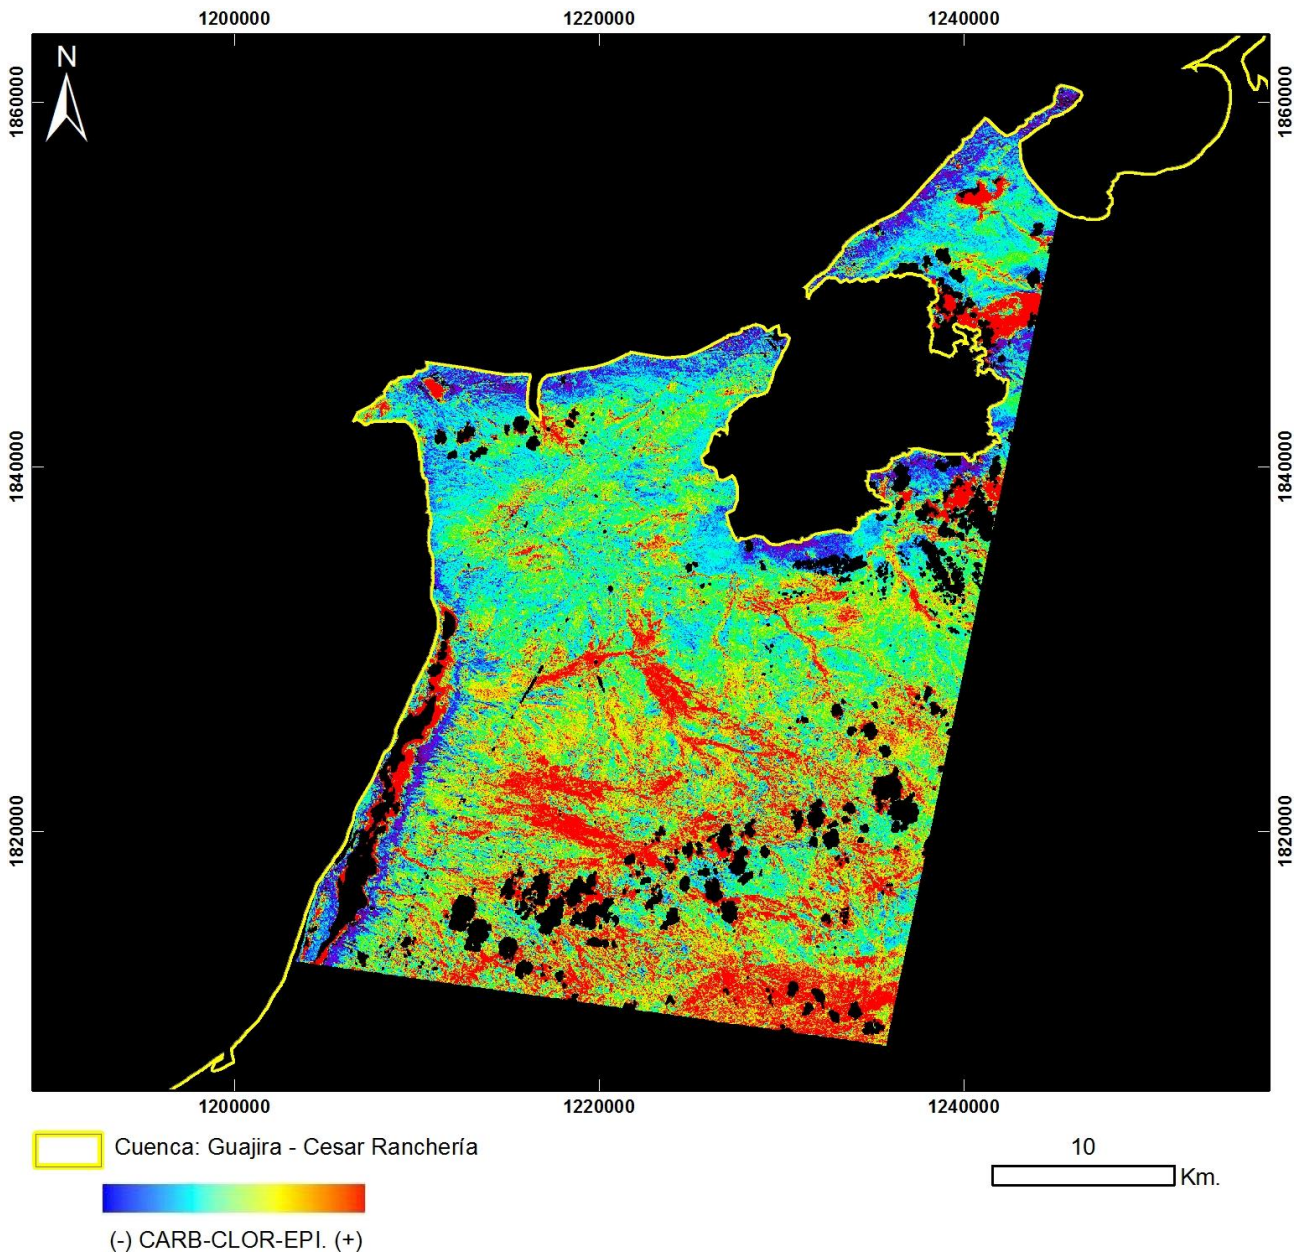 1200000 1220000 1240000
N
1860000 1860000
1840000 1840000
1820000 1820000
1200000 1220000 1240000
Cuenca: Guajira - Cesar Ranchería
10
Km.
(-) CARB-CLOR-EPI. (+)